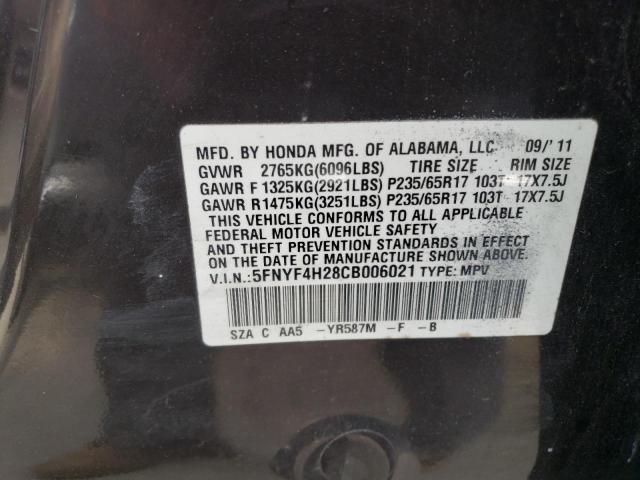 MFD. BY HONDA MFG. OF ALABAMA, LLC 09/'11
GVWR 2765KG(6096LBS) TIRE SIZE RIM SIZE
GAWR F 1325KG(2921LBS) P235/65R17 103T 17X7.5J
GAWR R1475KG(3251LBS) P235/65R17 103T 17X7.5J
THIS VEHICLE CONFORMS TO ALL APPLICABLE
FEDERAL MOTOR VEHICLE SAFETY
AND THEFT PREVENTION STANDARDS IN EFFECT
ON THE DATE OF MANUFACTURE SHOWN ABOVE.
V.I.N.:5FNYF4H28CB006021 TYPE: MPV
SZA C AA5 -YR587M -F -B